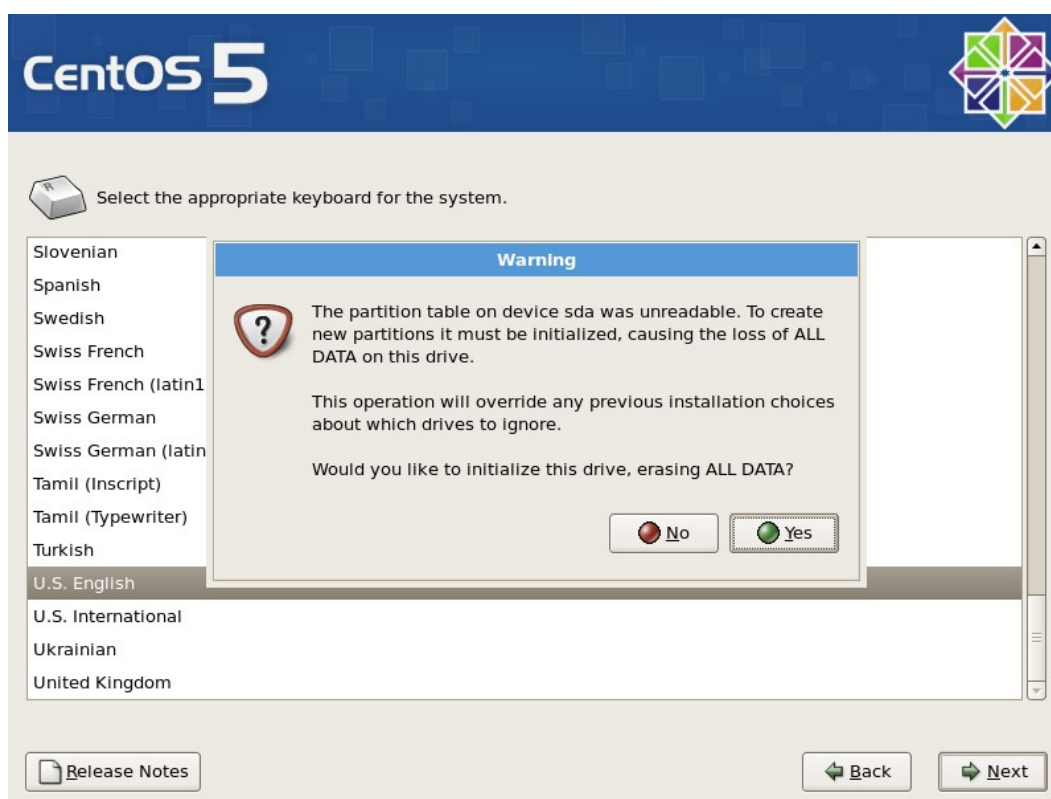 CentOS 5
Select the appropriate keyboard for the system.
Slovenian
Spanish
Swedish
Swiss French
Swiss French (latin1
Swiss German
Swiss German (latin
Tamil (Inscript)
Tamil (Typewriter)
Turkish
U.S. English
U.S. International
Ukrainian
United Kingdom
Warning
The partition table on device sda was unreadable. To create
new partitions it must be initialized, causing the loss of ALL
DATA on this drive.
This operation will override any previous installation choices
about which drives to ignore.
Would you like to initialize this drive, erasing ALL DATA?
No
Yes
Release Notes
Back
Next